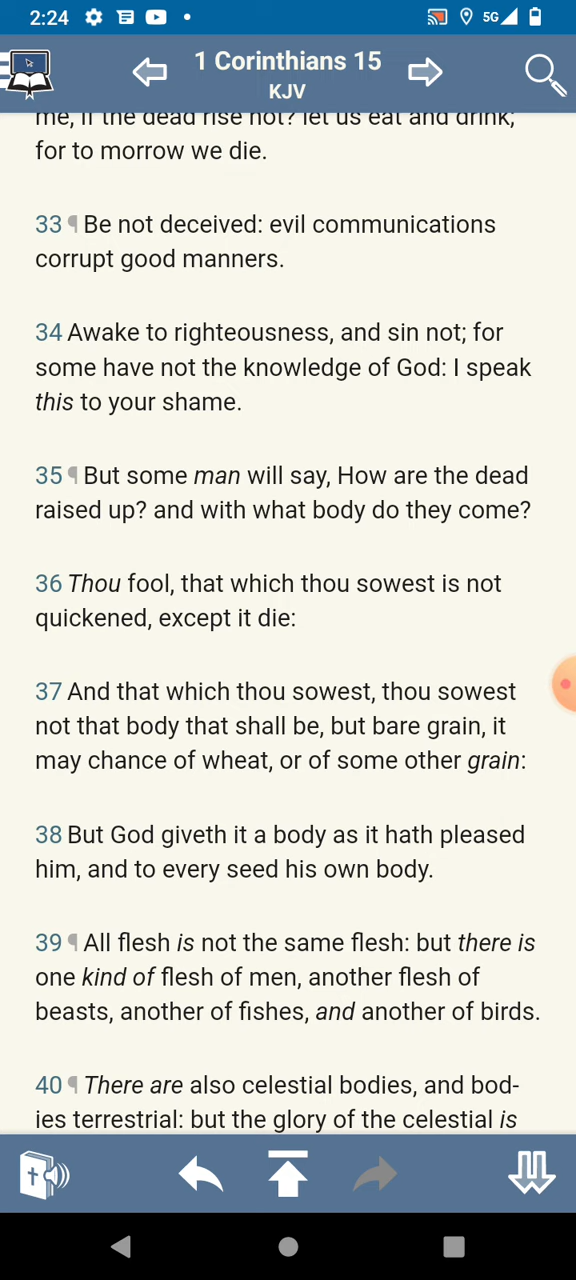 2:24
5G
1 Corinthians 15
KJV
me, if the dead rise not? let us eat and drink;
for to morrow we die.
33 ¶ Be not deceived: evil communications
corrupt good manners.
34 Awake to righteousness, and sin not; for
some have not the knowledge of God: I speak
this to your shame.
35 ¶ But some man will say, How are the dead
raised up? and with what body do they come?
36 Thou fool, that which thou sowest is not
quickened, except it die:
37 And that which thou sowest, thou sowest
not that body that shall be, but bare grain, it
may chance of wheat, or of some other grain:
38 But God giveth it a body as it hath pleased
him, and to every seed his own body.
39 ¶ All flesh is not the same flesh: but there is
one kind of flesh of men, another flesh of
beasts, another of fishes, and another of birds.
40 ¶ There are also celestial bodies, and bod-
ies terrestrial: but the glory of the celestial is